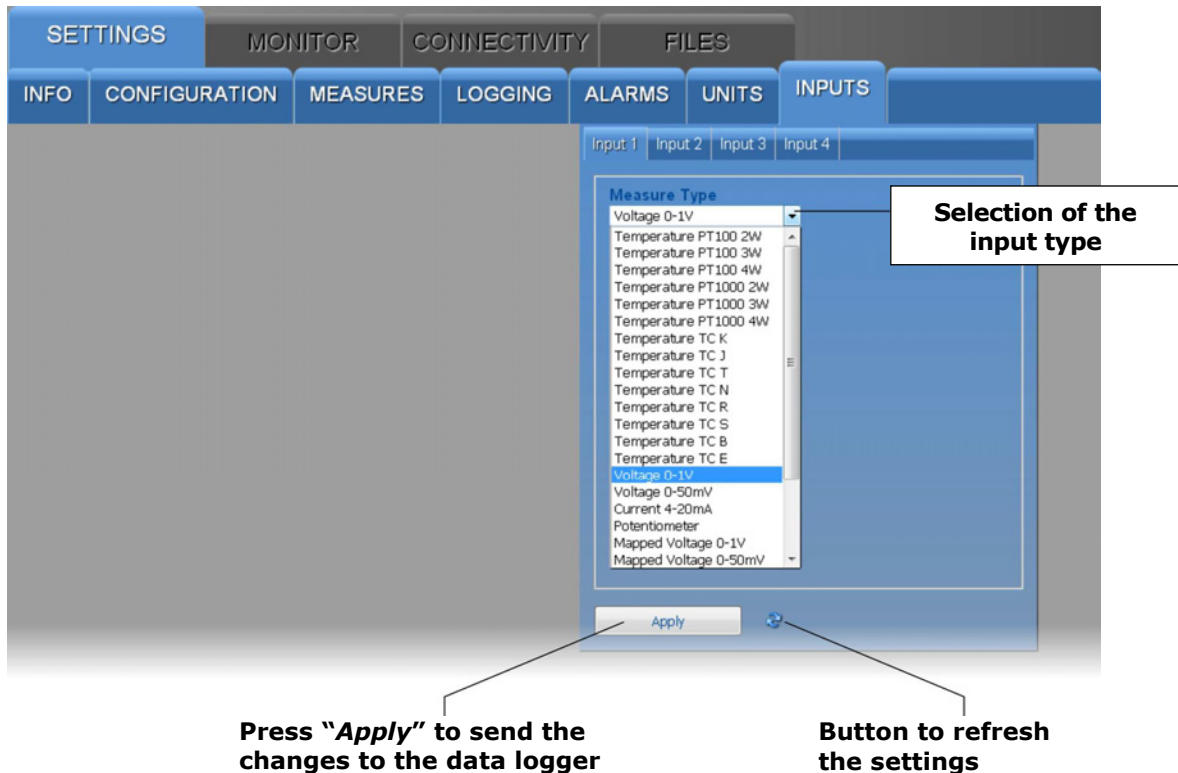 SETTINGS MONITOR CONNECTIVITY FILES
INFO CONFIGURATION MEASURES LOGGING ALARMS UNITS INPUTS
Input 1 Input 2 Input 3 Input 4
Measure Type
Voltage 0-1V
Temperature PT100 2W
Temperature PT100 3W
Temperature PT100 4W
Temperature PT1000 2W
Temperature PT1000 3W
Temperature PT1000 4W
Temperature TC K
Temperature TC J
Temperature TC T
Temperature TC N
Temperature TC R
Temperature TC S
Temperature TC B
Temperature TC E
Voltage 0-1V
Voltage 0-50mV
Current 4-20mA
Potentiometer
Mapped Voltage 0-1V
Mapped Voltage 0-50mV
Selection of the
input type
Apply
Press “Apply” to send the
changes to the data logger
Button to refresh
the settings